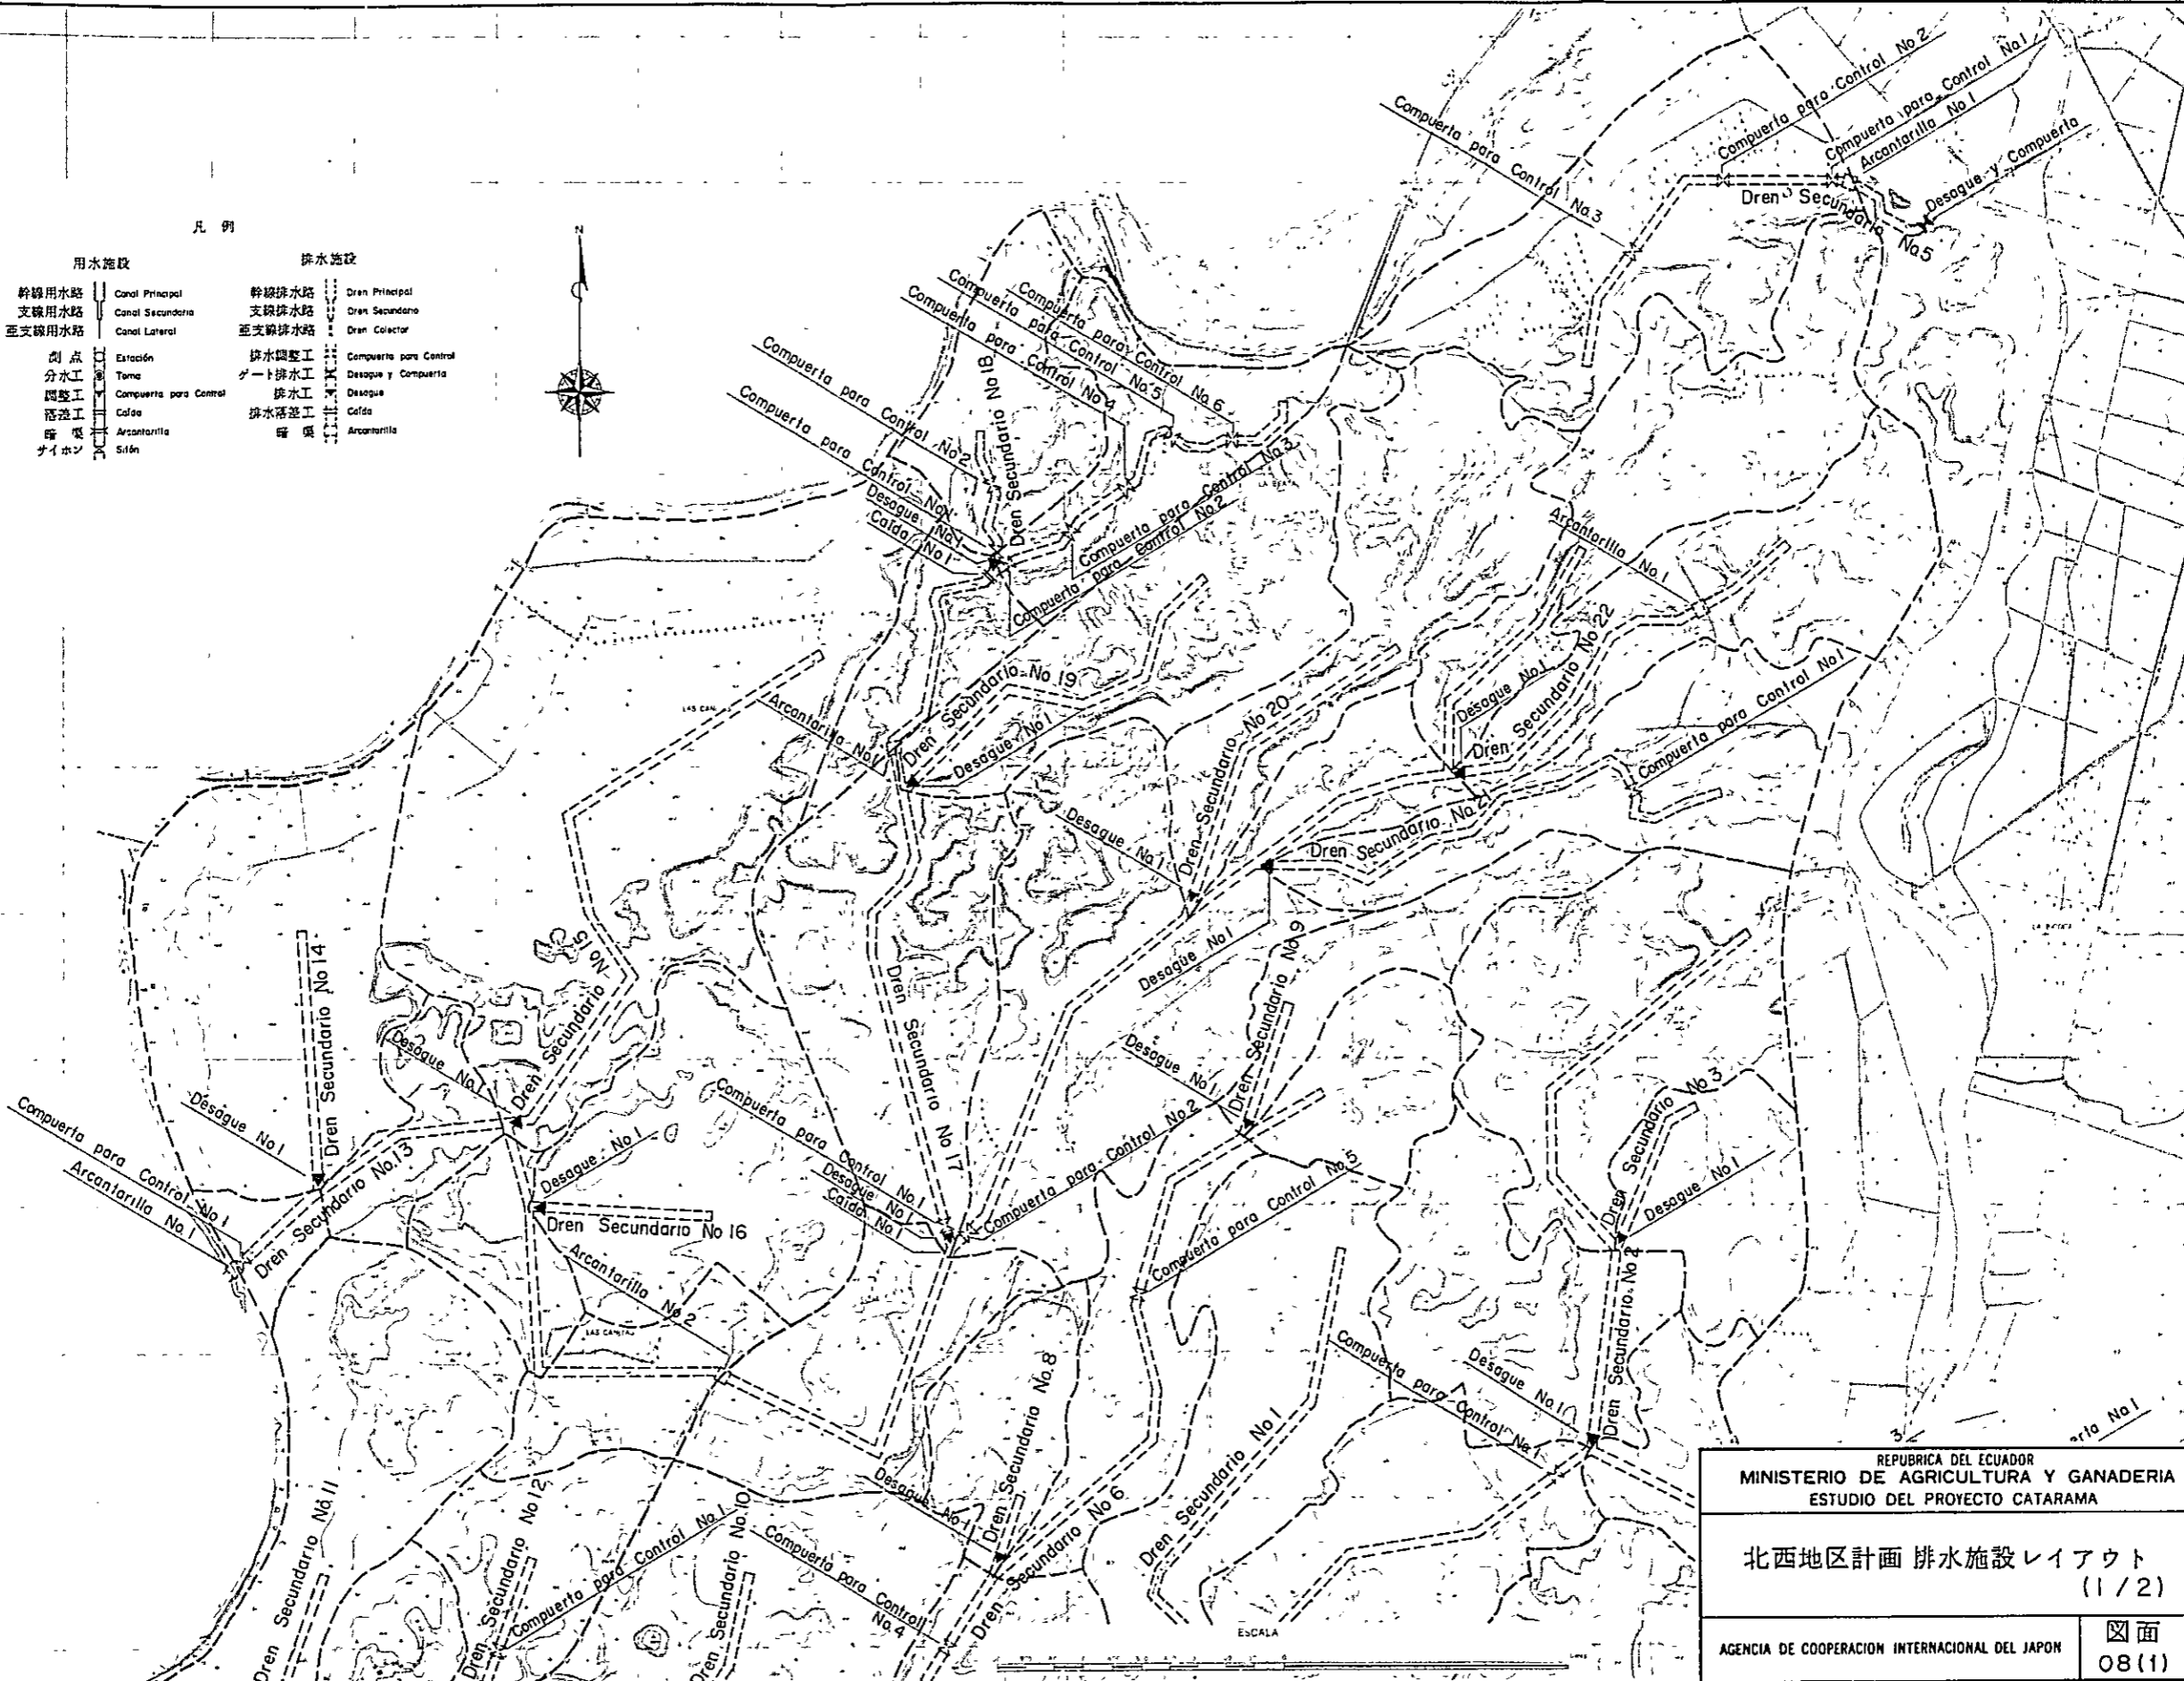 凡 例
用水施設
排水施設
幹線用水路 Canal Principal
支線用水路 Canal Secundario
亜支線用水路 Canal Lateral
測 点 Estación
分水工 Toma
調整工 Compuerta para Control
落差工 Caída
暗 渠 Arcantarilla
サイホン Sifón
幹線排水路 Dren Principal
支線排水路 Dren Secundario
亜支線排水路 Dren Colector
排水調整工 Compuerta para Control
ゲート排水工 Desague y Compuerta
排水工 Desague
排水落差工 Caída
暗 渠 Arcantarilla
N
Compuerta para Control No 2
Compuerta para Control No1
Arcantarilla No 1
Desague y Compuerta
Compuerta para Control No.3
Dren Secundario No5
Compuerta para Control No. 6
Compuerta para Control No. 5
Compuerta para Control No 4
Dren Secundario No 18
Compuerta para Control No 2
Compuerta para Control No.1
Desague No.1
Caída No 1
Compuerta para Control No.3
Compuerta para Control No.2
LA BEATA
Arcantarilla No.1
Dren Secundario No 22
Desague No.1
Compuerta para Control No1
Dren Secundario No 19
LAS CAN
Arcantarilla No.1
Desague No 1
Dren Secundario No 20
Desague No.1
Dren Secundario No.21
Desague No1
Dren Secundario No 9
Desague No 1
Dren Secundario No 14
Dren Secundario No 15
Desague No.1
Desague No 1
Compuerta para Control No 1
Arcantarilla No 1
Dren Secundario No.13
Desague No 1
Dren Secundario No 16
Arcantarilla No 2
LAS CANITAS
Dren Secundario No 17
Compuerta para Control No.1
Desague No.1
Caída No 1
Compuerta para Control No.2
Compuerta para Control No.5
Dren Secundario No 3
Desague No 1
Dren Secundario No 2
Compuerta para Control No 1
Desague No.1
Dren Secundario No 1
Dren Secundario No.8
Desague No 1
Dren Secundario No 6
Dren Secundario No 11
Dren Secundario No 12
Compuerta para Control No 1
Dren Secundario No.10
Compuerta para Control No.4
erta No 1
3
ESCALA
REPUBRICA DEL ECUADOR
MINISTERIO DE AGRICULTURA Y GANADERIA
ESTUDIO DEL PROYECTO CATARAMA
北西地区計画 排水施設レイアウト
(1 / 2)
AGENCIA DE COOPERACION INTERNACIONAL DEL JAPON
図面
08(1)